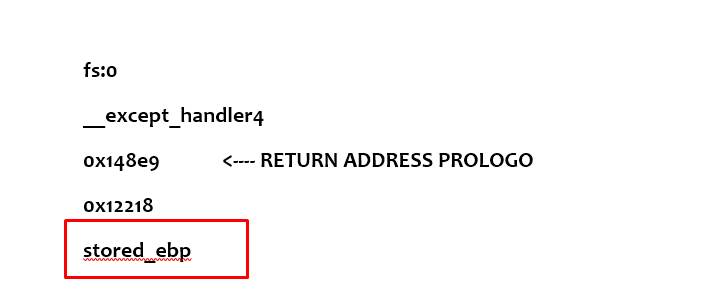 fs:0
__except_handler4
0x148e9 <---- RETURN ADDRESS PROLOGO
0x12218
stored_ebp